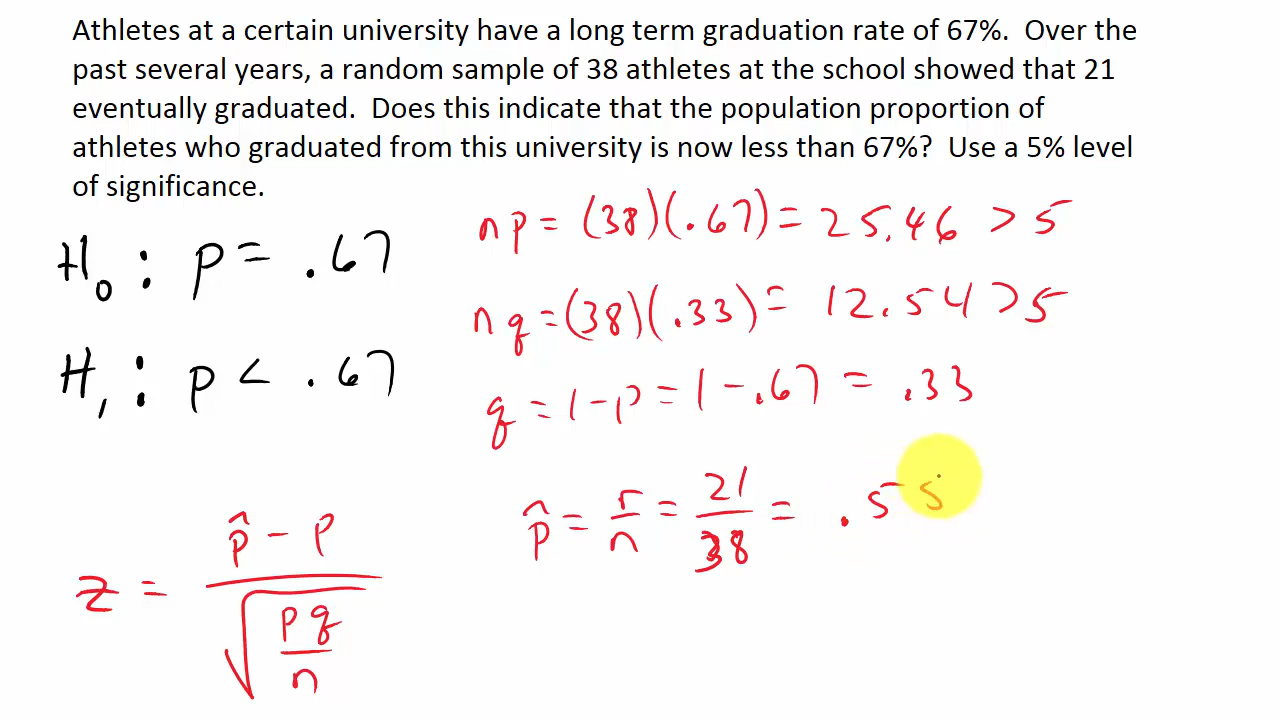 Athletes at a certain university have a long term graduation rate of 67%. Over the
past several years, a random sample of 38 athletes at the school showed that 21
eventually graduated. Does this indicate that the population proportion of
athletes who graduated from this university is now less than 67%? Use a 5% level
of significance.
np = (38)(.67) = 25.46 > 5
H₀ : p = .67
nq = (38)(.33) = 12.54 > 5
H₁ : p < .67
q = 1 - p = 1 - .67 = .33
p̂ = r/n = 21/38 = .55
z = (p̂ - p)/√(pq/n)